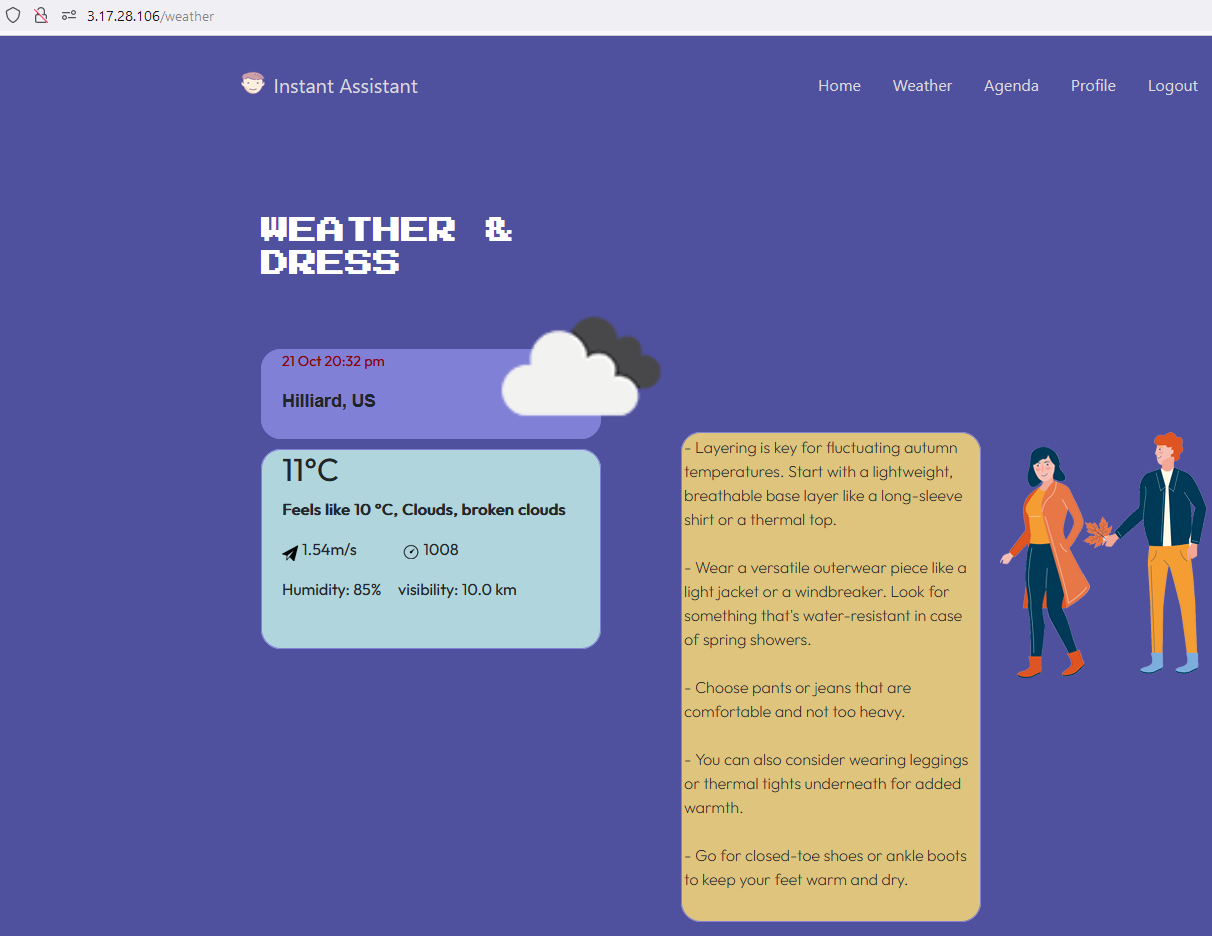 3.17.28.106/weather
Instant Assistant
Home Weather Agenda Profile Logout
WEATHER &
DRESS
21 Oct 20:32 pm
Hilliard, US
11°C
Feels like 10 °C, Clouds, broken clouds
1.54m/s 1008
Humidity: 85% visibility: 10.0 km
- Layering is key for fluctuating autumn
temperatures. Start with a lightweight,
breathable base layer like a long-sleeve
shirt or a thermal top.
- Wear a versatile outerwear piece like a
light jacket or a windbreaker. Look for
something that's water-resistant in case
of spring showers.
- Choose pants or jeans that are
comfortable and not too heavy.
- You can also consider wearing leggings
or thermal tights underneath for added
warmth.
- Go for closed-toe shoes or ankle boots
to keep your feet warm and dry.